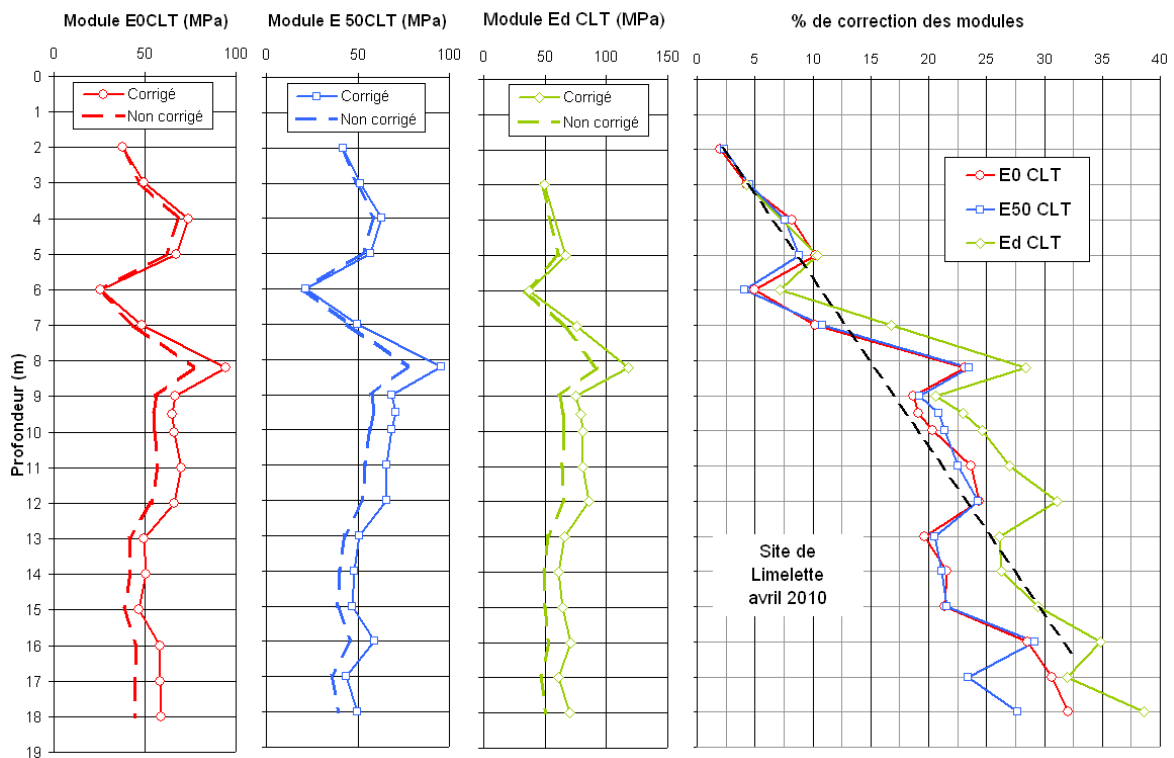 Module E0CLT (MPa)
Module E 50CLT (MPa)
Module Ed CLT (MPa)
% de correction des modules
0 50 100
0 50 100
0 50 100 150
0 5 10 15 20 25 30 35 40
Corrigé
Non corrigé
Corrigé
Non corrigé
Corrigé
Non corrigé
E0 CLT
E50 CLT
Ed CLT
Profondeur (m)
0
1
2
3
4
5
6
7
8
9
10
11
12
13
14
15
16
17
18
19
Site de
Limelette
avril 2010